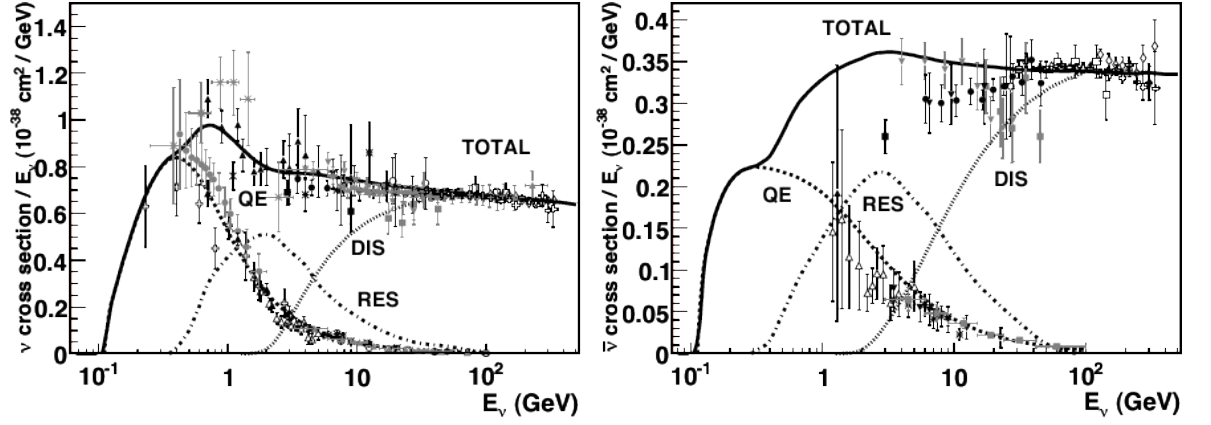 ν cross section / Eν (10-38 cm2 / GeV)
1.4
1.2
1
0.8
0.6
0.4
0.2
0
TOTAL
QE
DIS
RES
10-1
1
10
102
Eν (GeV)
ν̅ cross section / Eν (10-38 cm2 / GeV)
0.4
0.35
0.3
0.25
0.2
0.15
0.1
0.05
0
TOTAL
QE
RES
DIS
10-1
1
10
102
Eν (GeV)